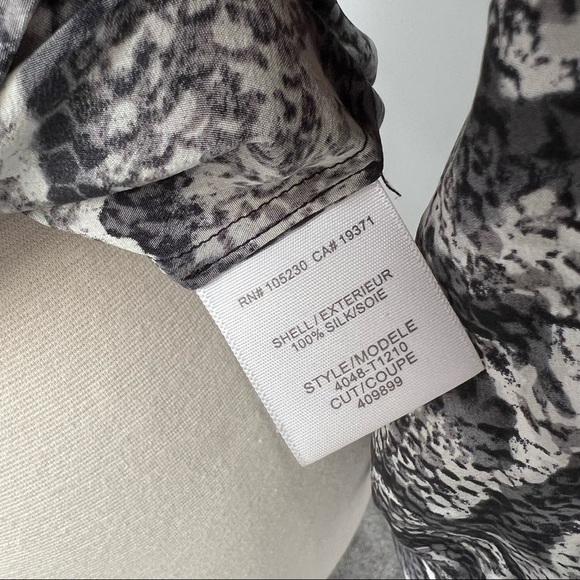 RN# 105230 CA# 19371
SHELL/EXTERIEUR
100% SILK/SOIE
STYLE/MODELE
4048-T1210
CUT/COUPE
409899